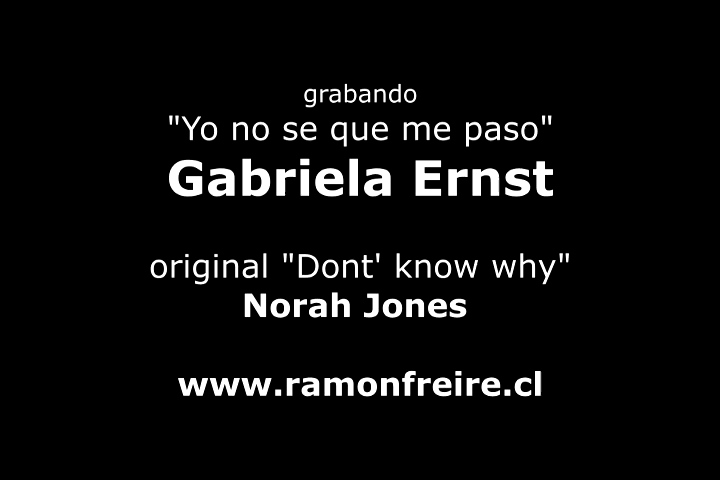 grabando
"Yo no se que me paso"
Gabriela Ernst
original "Dont' know why"
Norah Jones
www.ramonfreire.cl